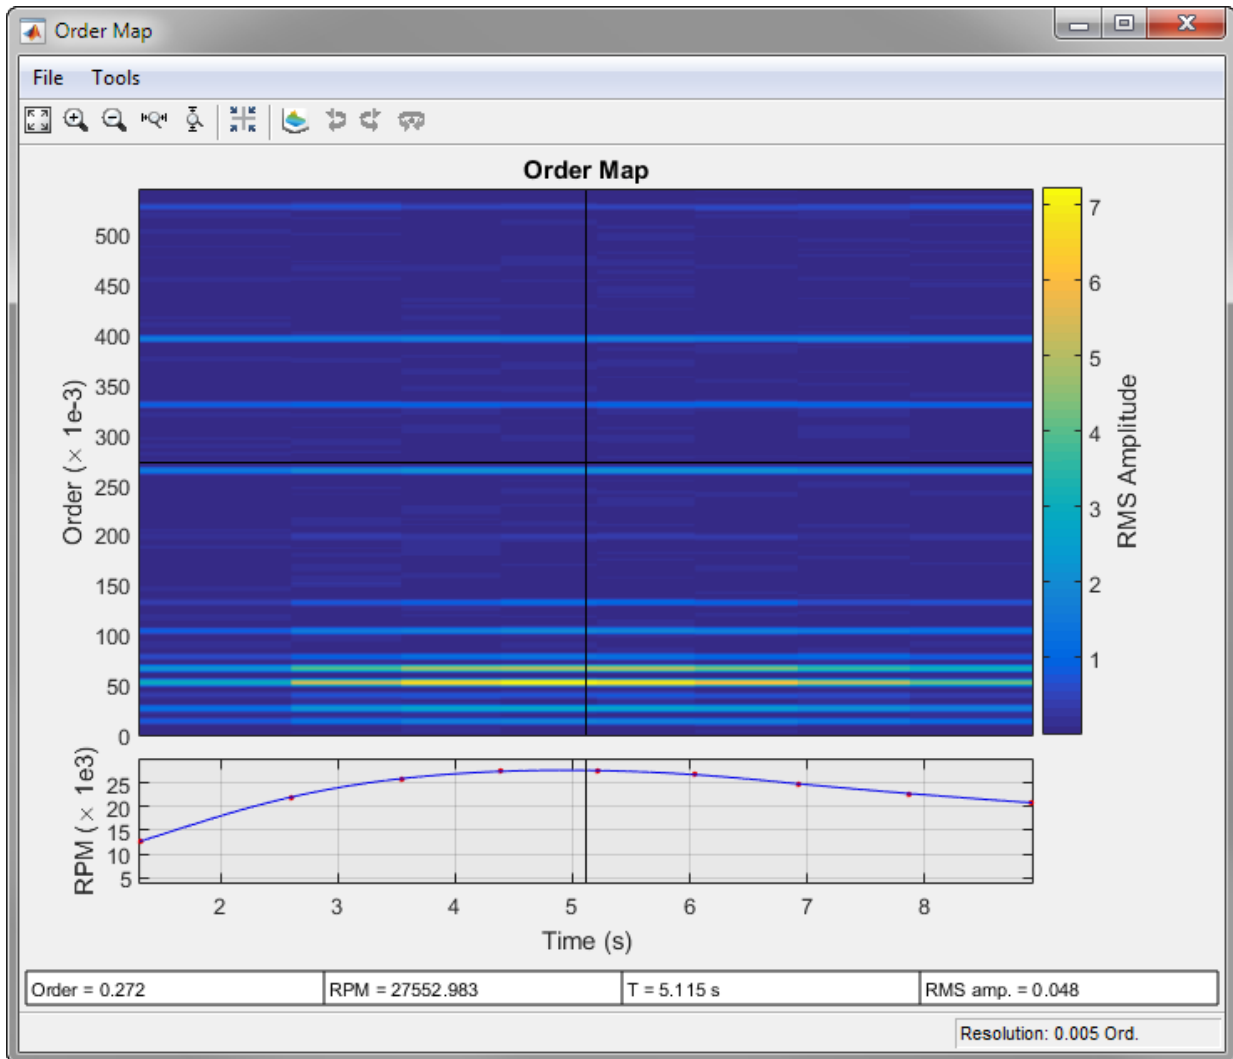 Order Map
File Tools
Order Map
Order (× 1e-3)
500
450
400
350
300
250
200
150
100
50
0
7
6
5
4
3
2
1
RMS Amplitude
RPM (× 1e3)
25
20
15
10
5
2 3 4 5 6 7 8
Time (s)
Order = 0.272 RPM = 27552.983 T = 5.115 s RMS amp. = 0.048
Resolution: 0.005 Ord.